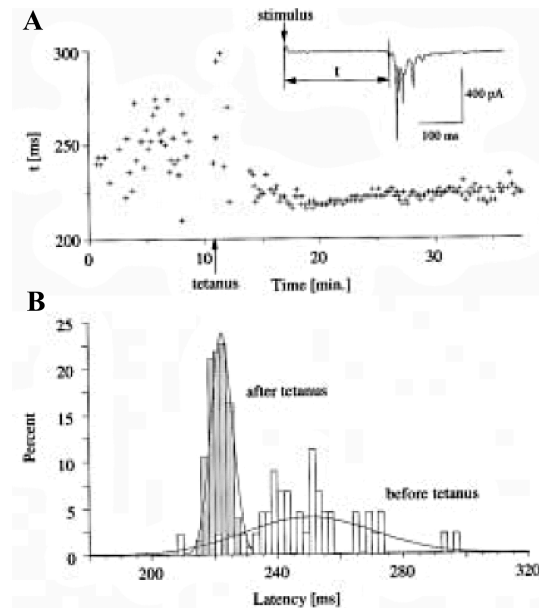 A
stimulus
300
t
400 pA
100 ms
t [ms]
250
200
0
10
20
30
tetanus
Time [min.]
B
25
20
after tetanus
15
Percent
10
before tetanus
5
0
200
240
280
320
Latency [ms]